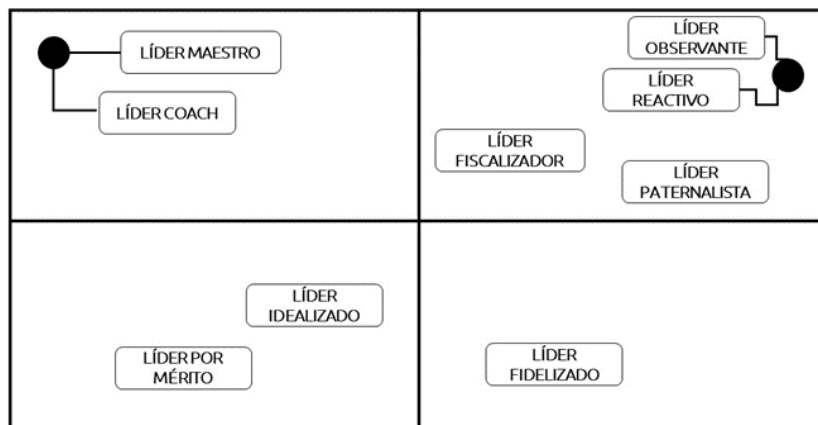 LÍDER MAESTRO
LÍDER COACH
LÍDER
OBSERVANTE
LÍDER
REACTIVO
LÍDER
FISCALIZADOR
LÍDER
PATERNALISTA
LÍDER
IDEALIZADO
LÍDER POR
MÉRITO
LÍDER
FIDELIZADO